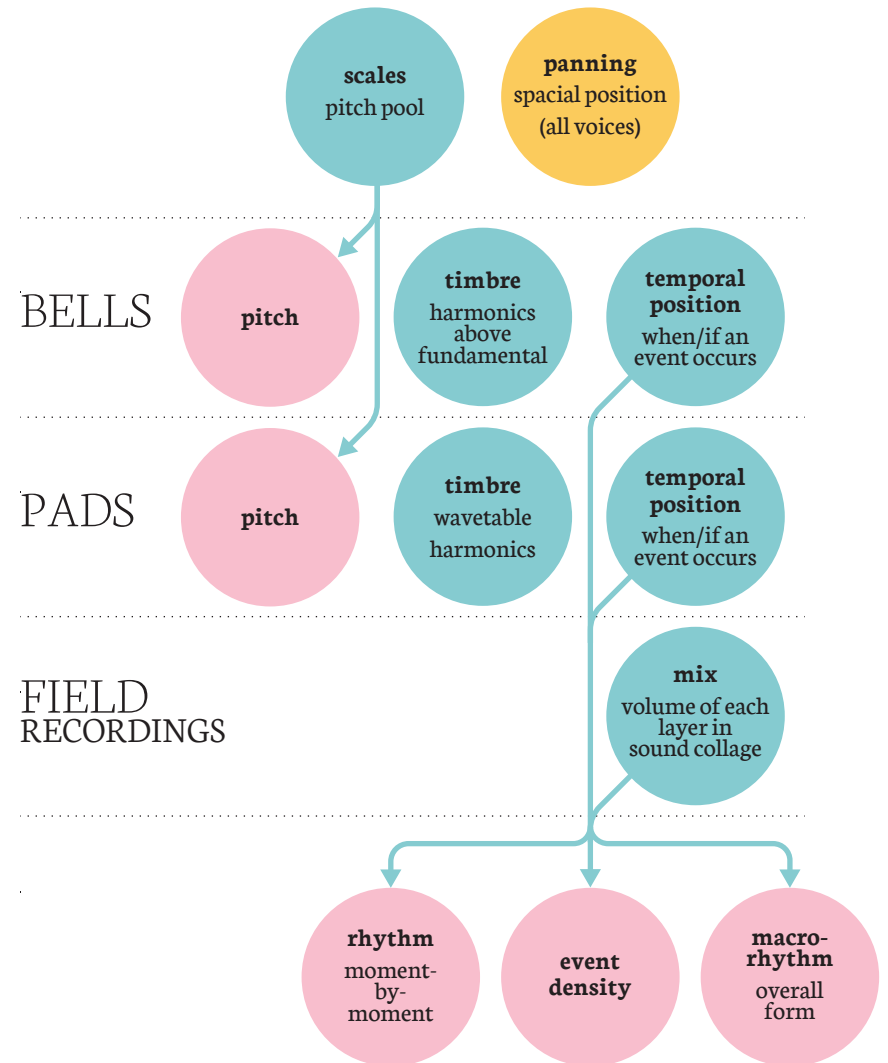 scales
pitch pool
panning
spacial position
(all voices)
BELLS
pitch
timbre
harmonics
above
fundamental
temporal
position
when/if an
event occurs
PADS
pitch
timbre
wavetable
harmonics
temporal
position
when/if an
event occurs
FIELD
RECORDINGS
mix
volume of each
layer in
sound collage
rhythm
moment-
by-
moment
event
density
macro-
rhythm
overall
form